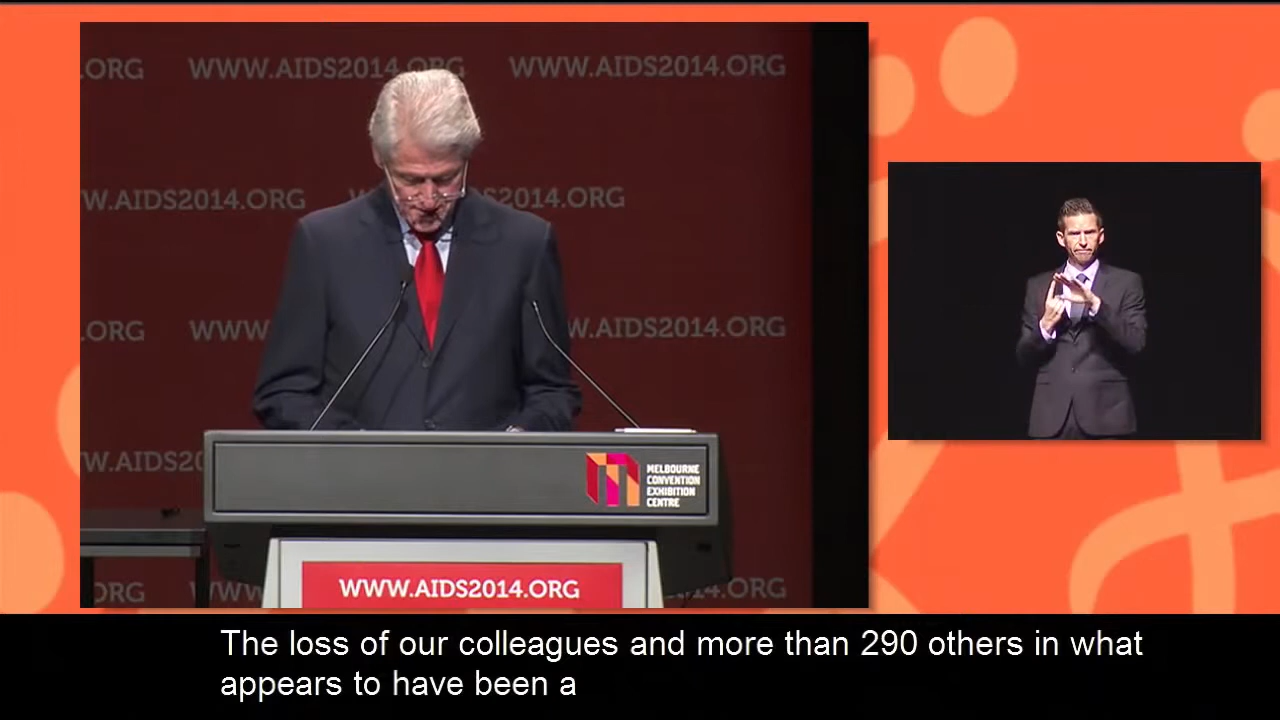 .ORG WWW.AIDS2014.ORG WWW.AIDS2014.ORG
W.AIDS2014.ORG DS2014.ORG
.ORG WWW W.AIDS2014.ORG
W.AIDS20
MELBOURNE
CONVENTION
EXHIBITION
CENTRE
.ORG WWW 14.ORG
WWW.AIDS2014.ORG
The loss of our colleagues and more than 290 others in what
appears to have been a